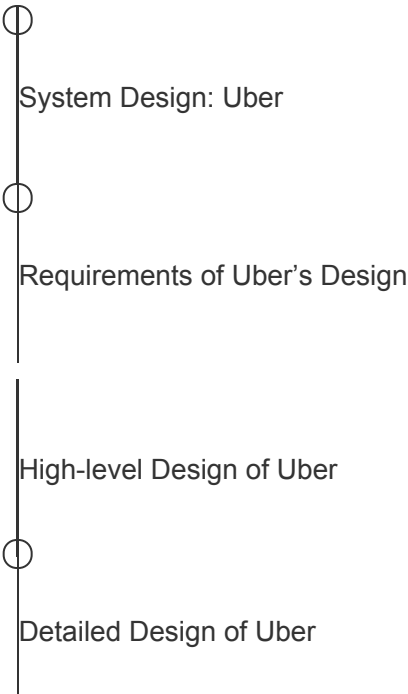 System Design: Uber
Requirements of Uber’s Design
High-level Design of Uber
Detailed Design of Uber